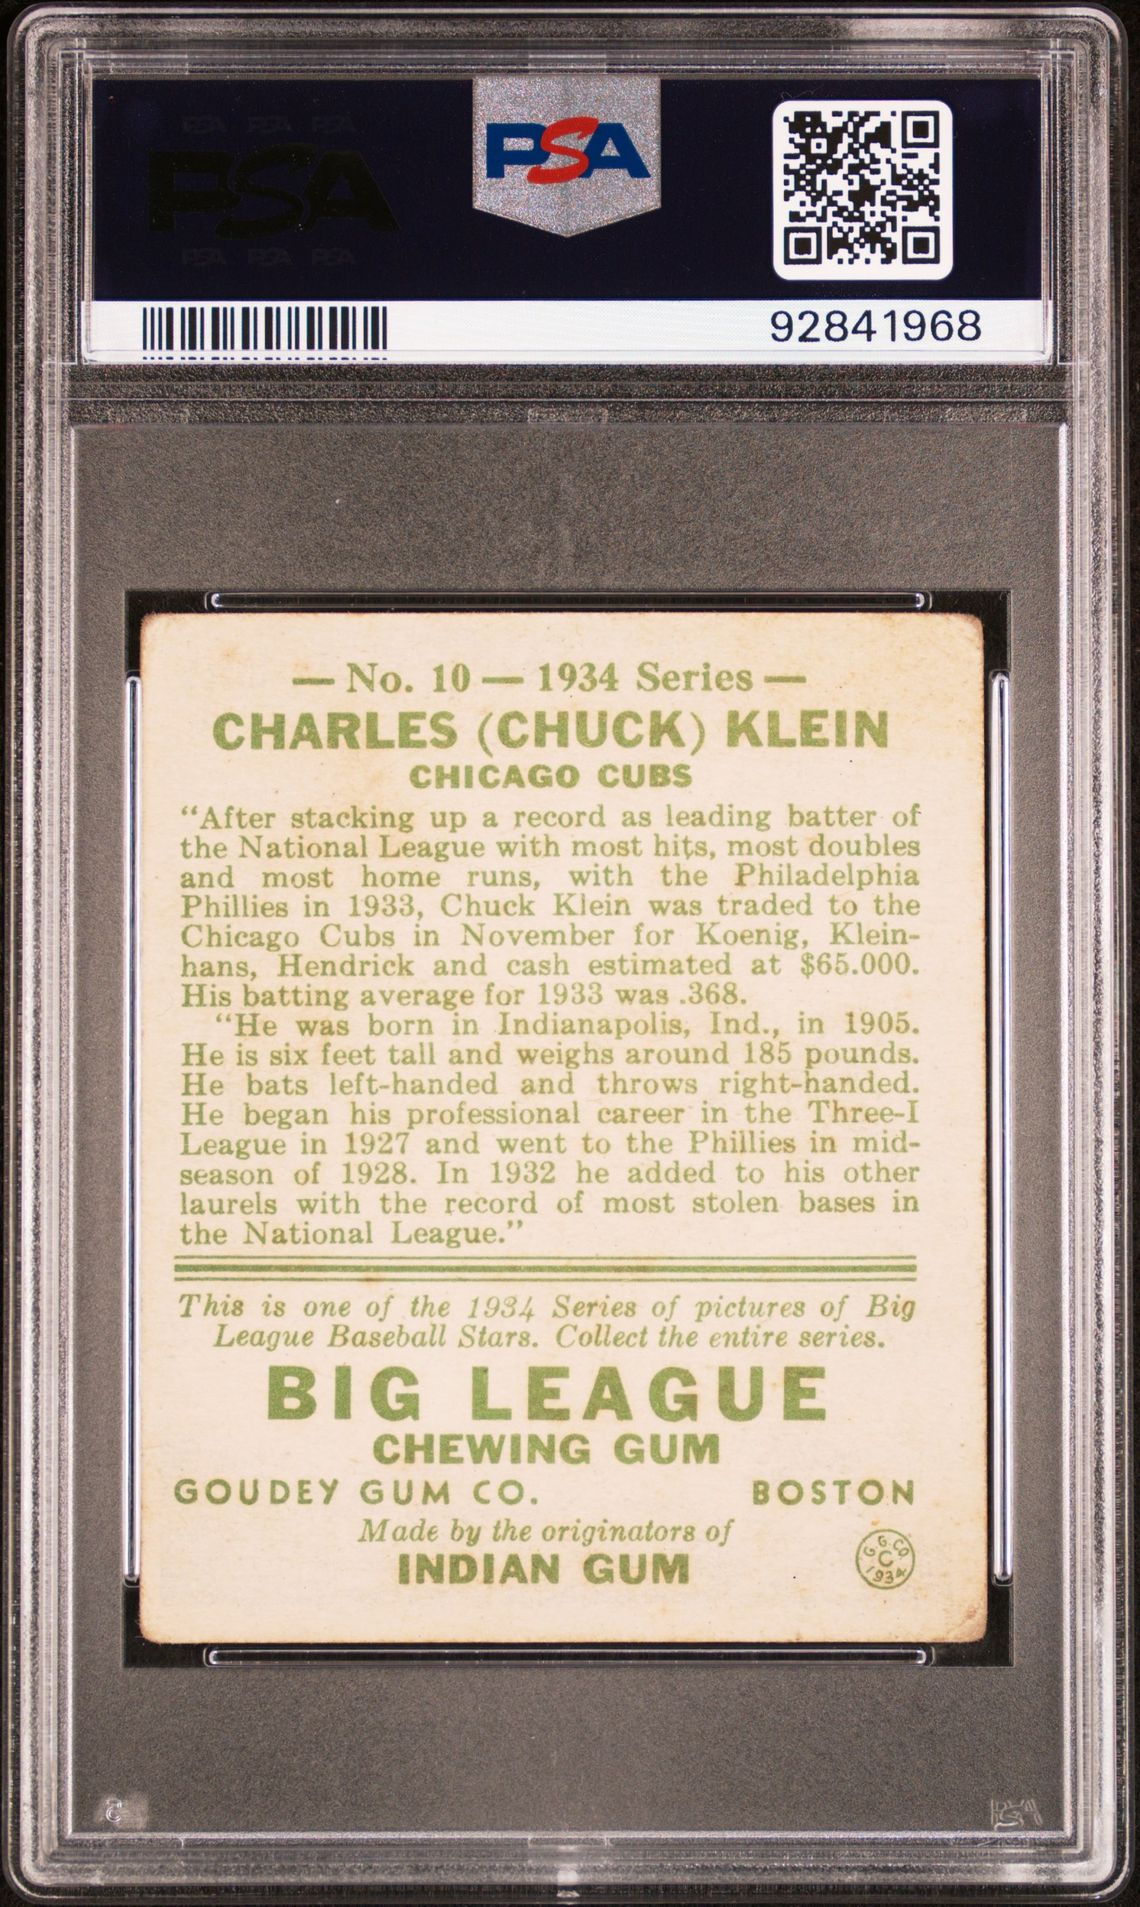 PSA PSA PSA
PSA
PSA PSA PSA
PSA
92841968
— No. 10 — 1934 Series —
CHARLES (CHUCK) KLEIN
CHICAGO CUBS
“After stacking up a record as leading batter of
the National League with most hits, most doubles
and most home runs, with the Philadelphia
Phillies in 1933, Chuck Klein was traded to the
Chicago Cubs in November for Koenig, Klein-
hans, Hendrick and cash estimated at $65.000.
His batting average for 1933 was .368.
“He was born in Indianapolis, Ind., in 1905.
He is six feet tall and weighs around 185 pounds.
He bats left-handed and throws right-handed.
He began his professional career in the Three-I
League in 1927 and went to the Phillies in mid-
season of 1928. In 1932 he added to his other
laurels with the record of most stolen bases in
the National League.”
This is one of the 1934 Series of pictures of Big
League Baseball Stars. Collect the entire series.
BIG LEAGUE
CHEWING GUM
GOUDEY GUM CO. BOSTON
Made by the originators of
INDIAN GUM
G. G. CO.
C
1934
PSA